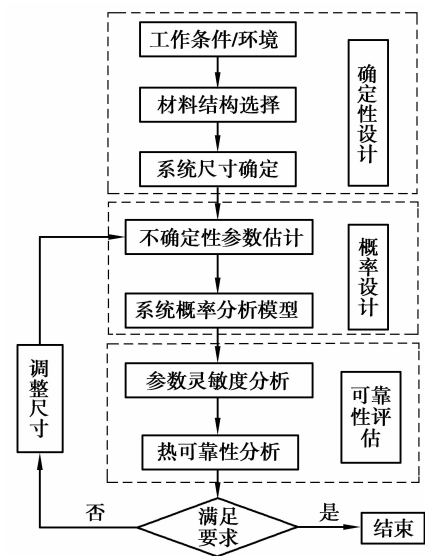 工作条件/环境
材料结构选择
系统尺寸确定
确定性设计
不确定性参数估计
系统概率分析模型
概率设计
调整尺寸
参数灵敏度分析
热可靠性分析
可靠
性评
估
否
满足
要求
是
结束